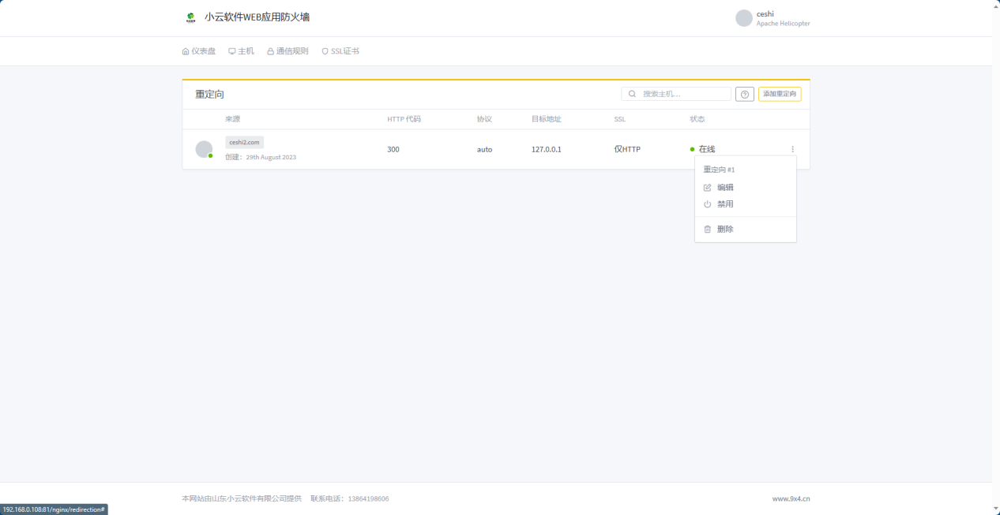 小云软件WEB应用防火墙
ceshi
Apache Helicopter
仪表盘 主机 通信规则 SSL证书
重定向 搜索主机... 添加重定向
来源 HTTP 代码 协议 目标地址 SSL 状态
ceshi2.com
300 auto 127.0.0.1 仅HTTP 在线
创建：29th August 2023
重定向 #1
编辑
禁用
删除
本网站由山东小云软件有限公司提供 联系电话：13864198606 www.9x4.cn
192.168.0.108:81/nginx/redirection#